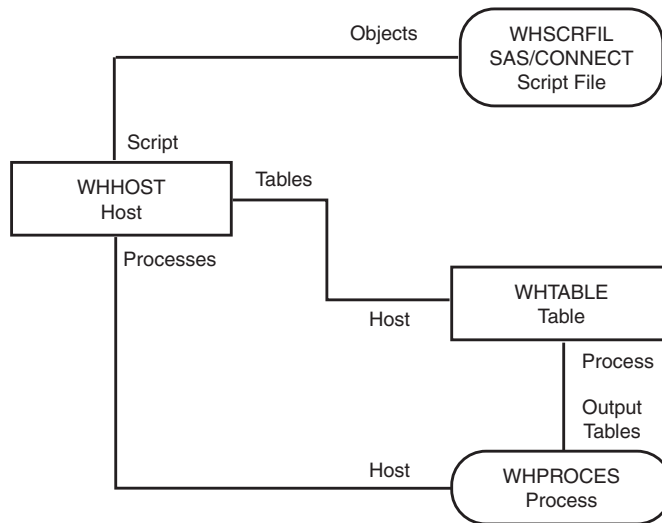 Objects
WHSCRFIL
SAS/CONNECT
Script File
Script
WHHOST
Host
Tables
Processes
WHTABLE
Table
Host
Process
Output
Tables
Host
WHPROCES
Process